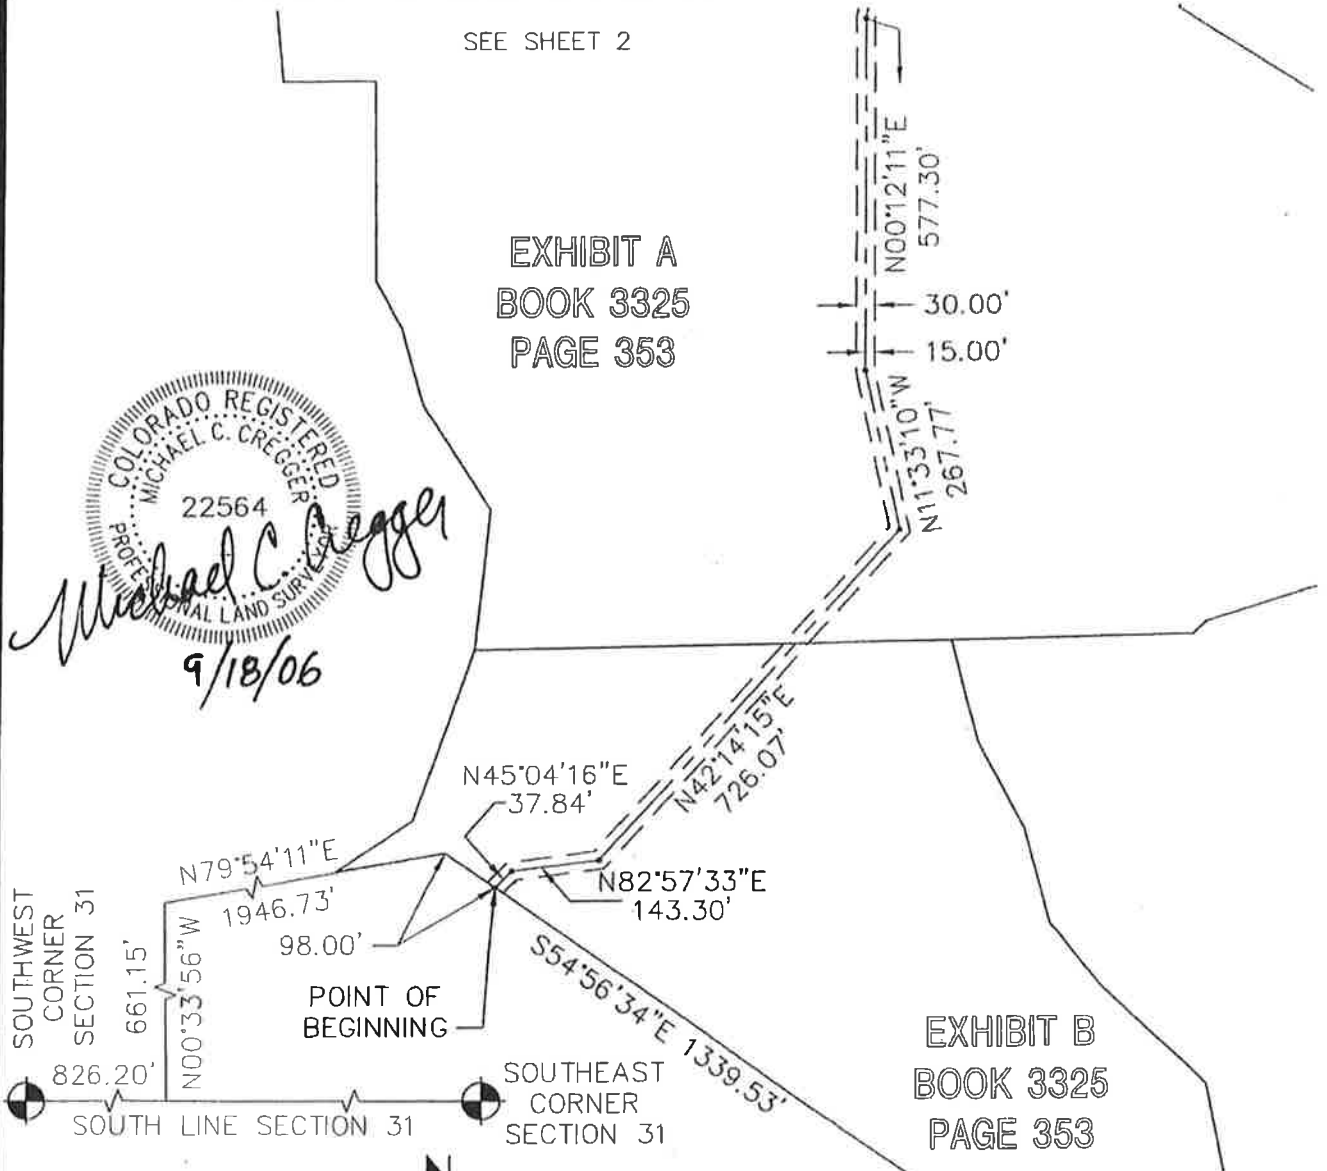 SEE SHEET 2
N00°12'11"E
577.30'
EXHIBIT A
BOOK 3325
PAGE 353
30.00'
15.00'
N11°33'10"W
267.77'
COLORADO REGISTERED
MICHAEL C. CREGGER
22564
PROFESSIONAL LAND SURVEYOR
Michael C. Cregger
9/18/06
N42°14'15"E
726.07'
N45°04'16"E
37.84'
N79°54'11"E
1946.73'
N82°57'33"E
143.30'
98.00'
SOUTHWEST
CORNER
SECTION 31
661.15'
N00°33'56"W
POINT OF
BEGINNING
S54°56'34"E 1339.53'
EXHIBIT B
BOOK 3325
PAGE 353
826.20'
SOUTHEAST
CORNER
SECTION 31
SOUTH LINE SECTION 31
N